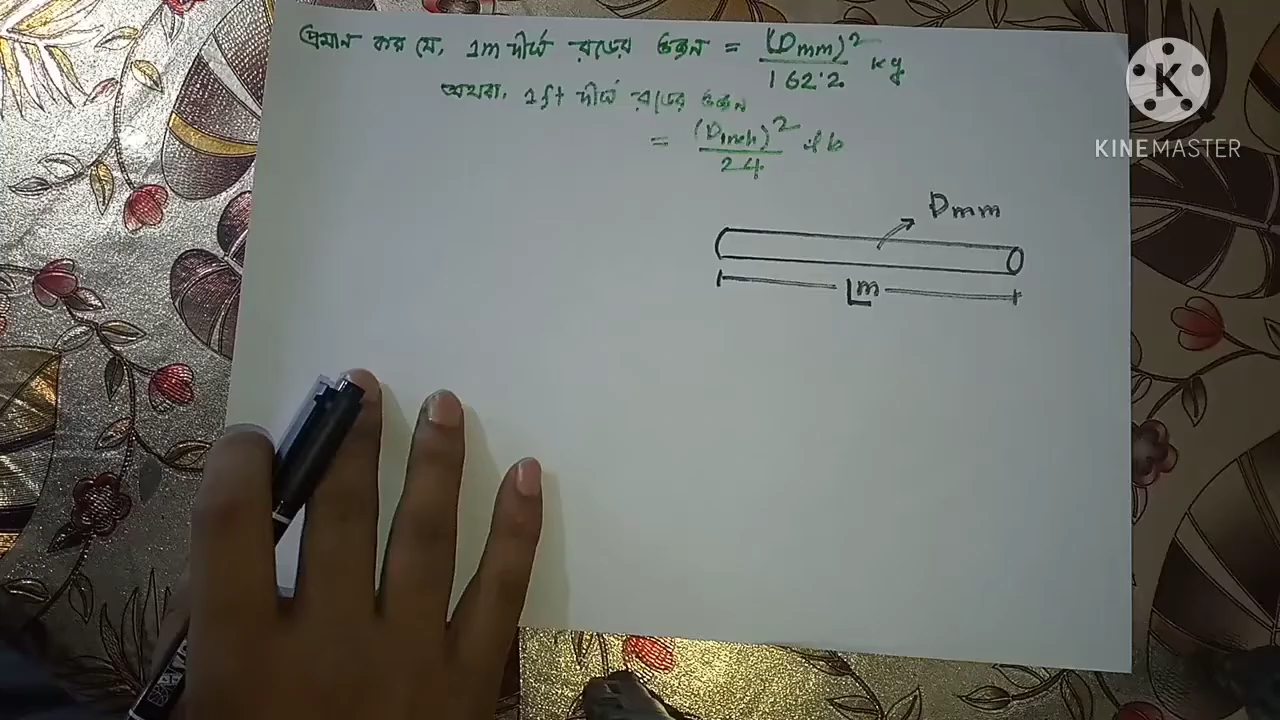 প্রমান কর যে, 1m দীর্ঘ রডের ওজন = (Dmm)² / 162.2 kg
অথবা, 1ft দীর্ঘ রডের ওজন
= (Dinch)² / 24 lb
Dmm
Lm
K
KINEMASTER